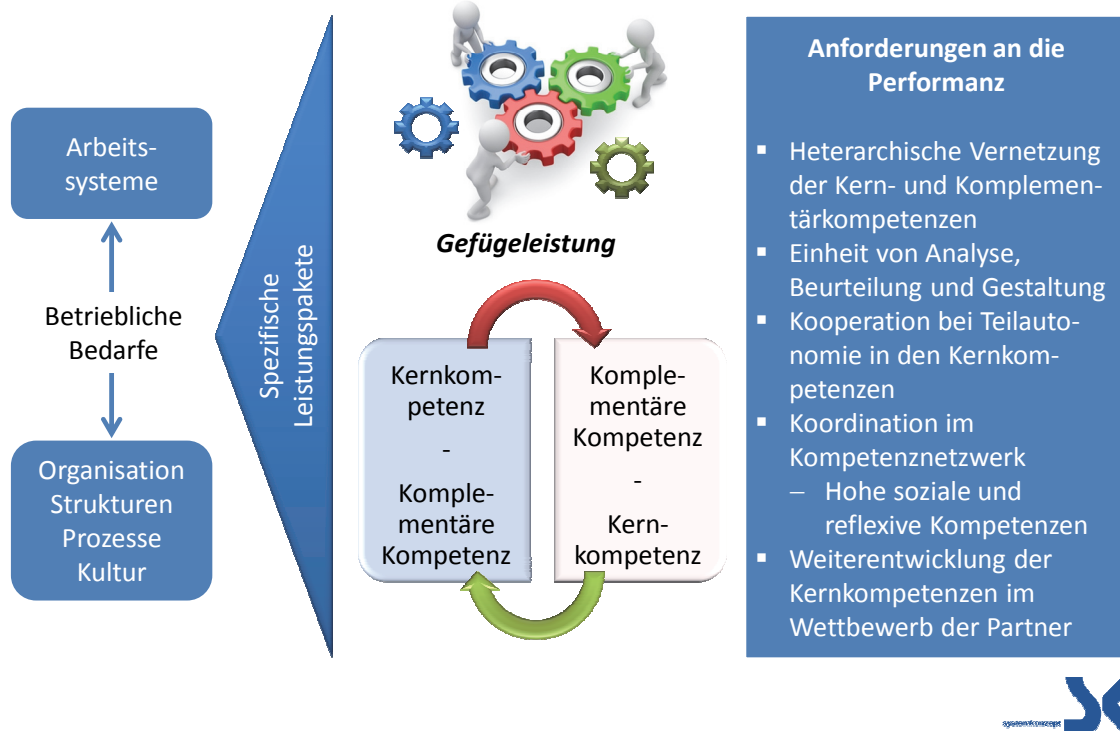 Arbeits-
systeme
Betriebliche
Bedarfe
Organisation
Strukturen
Prozesse
Kultur
Spezifische
Leistungspakete
Gefügeleistung
Kernkom-
petenz
-
Komple-
mentäre
Kompetenz
Komple-
mentäre
Kompetenz
-
Kern-
kompetenz
Anforderungen an die
Performanz
▪ Heterarchische Vernetzung
der Kern- und Komplemen-
tärkompetenzen
▪ Einheit von Analyse,
Beurteilung und Gestaltung
▪ Kooperation bei Teilauto-
nomie in den Kernkom-
petenzen
▪ Koordination im
Kompetenznetzwerk
– Hohe soziale und
reflexive Kompetenzen
▪ Weiterentwicklung der
Kernkompetenzen im
Wettbewerb der Partner
systemkonzept